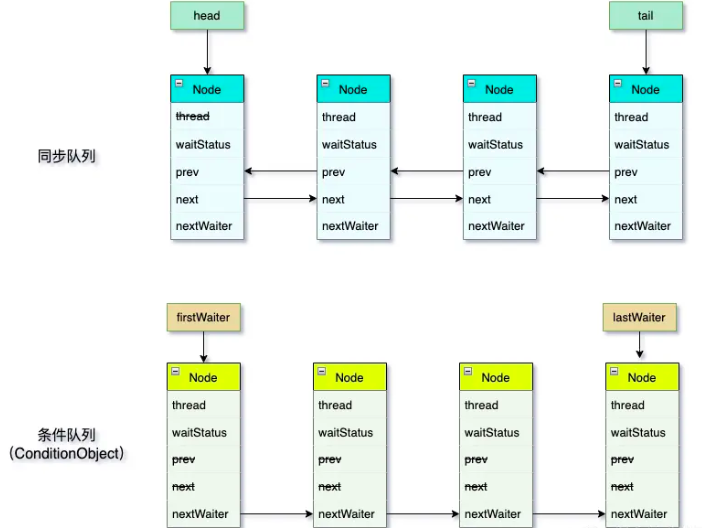 head
tail
Node
Node
Node
Node
thread
thread
thread
thread
waitStatus
waitStatus
waitStatus
waitStatus
同步队列
prev
prev
prev
prev
next
next
next
next
nextWaiter
nextWaiter
nextWaiter
nextWaiter
firstWaiter
lastWaiter
Node
Node
Node
Node
thread
thread
thread
thread
条件队列
（ConditionObject）
waitStatus
waitStatus
waitStatus
waitStatus
prev
prev
prev
prev
next
next
next
next
nextWaiter
nextWaiter
nextWaiter
nextWaiter